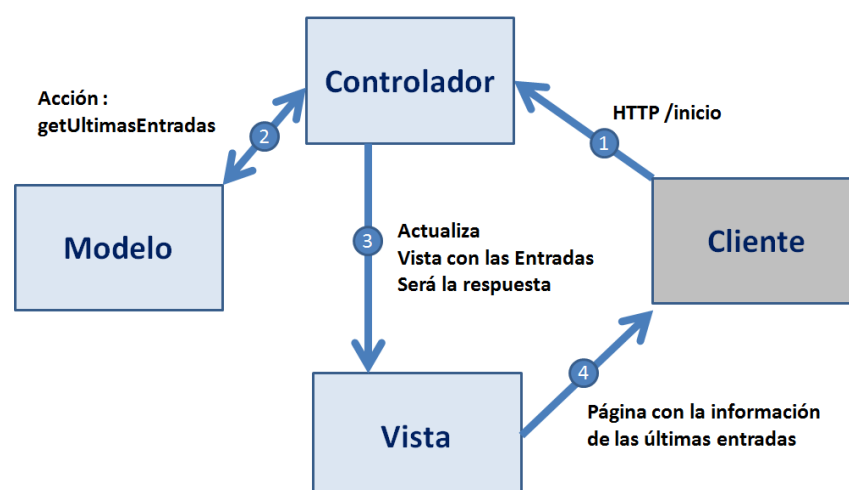 Controlador
Acción :
getUltimasEntradas
HTTP /inicio
2
1
Modelo
Cliente
3
Actualiza
Vista con las Entradas
Será la respuesta
4
Vista
Página con la información
de las últimas entradas